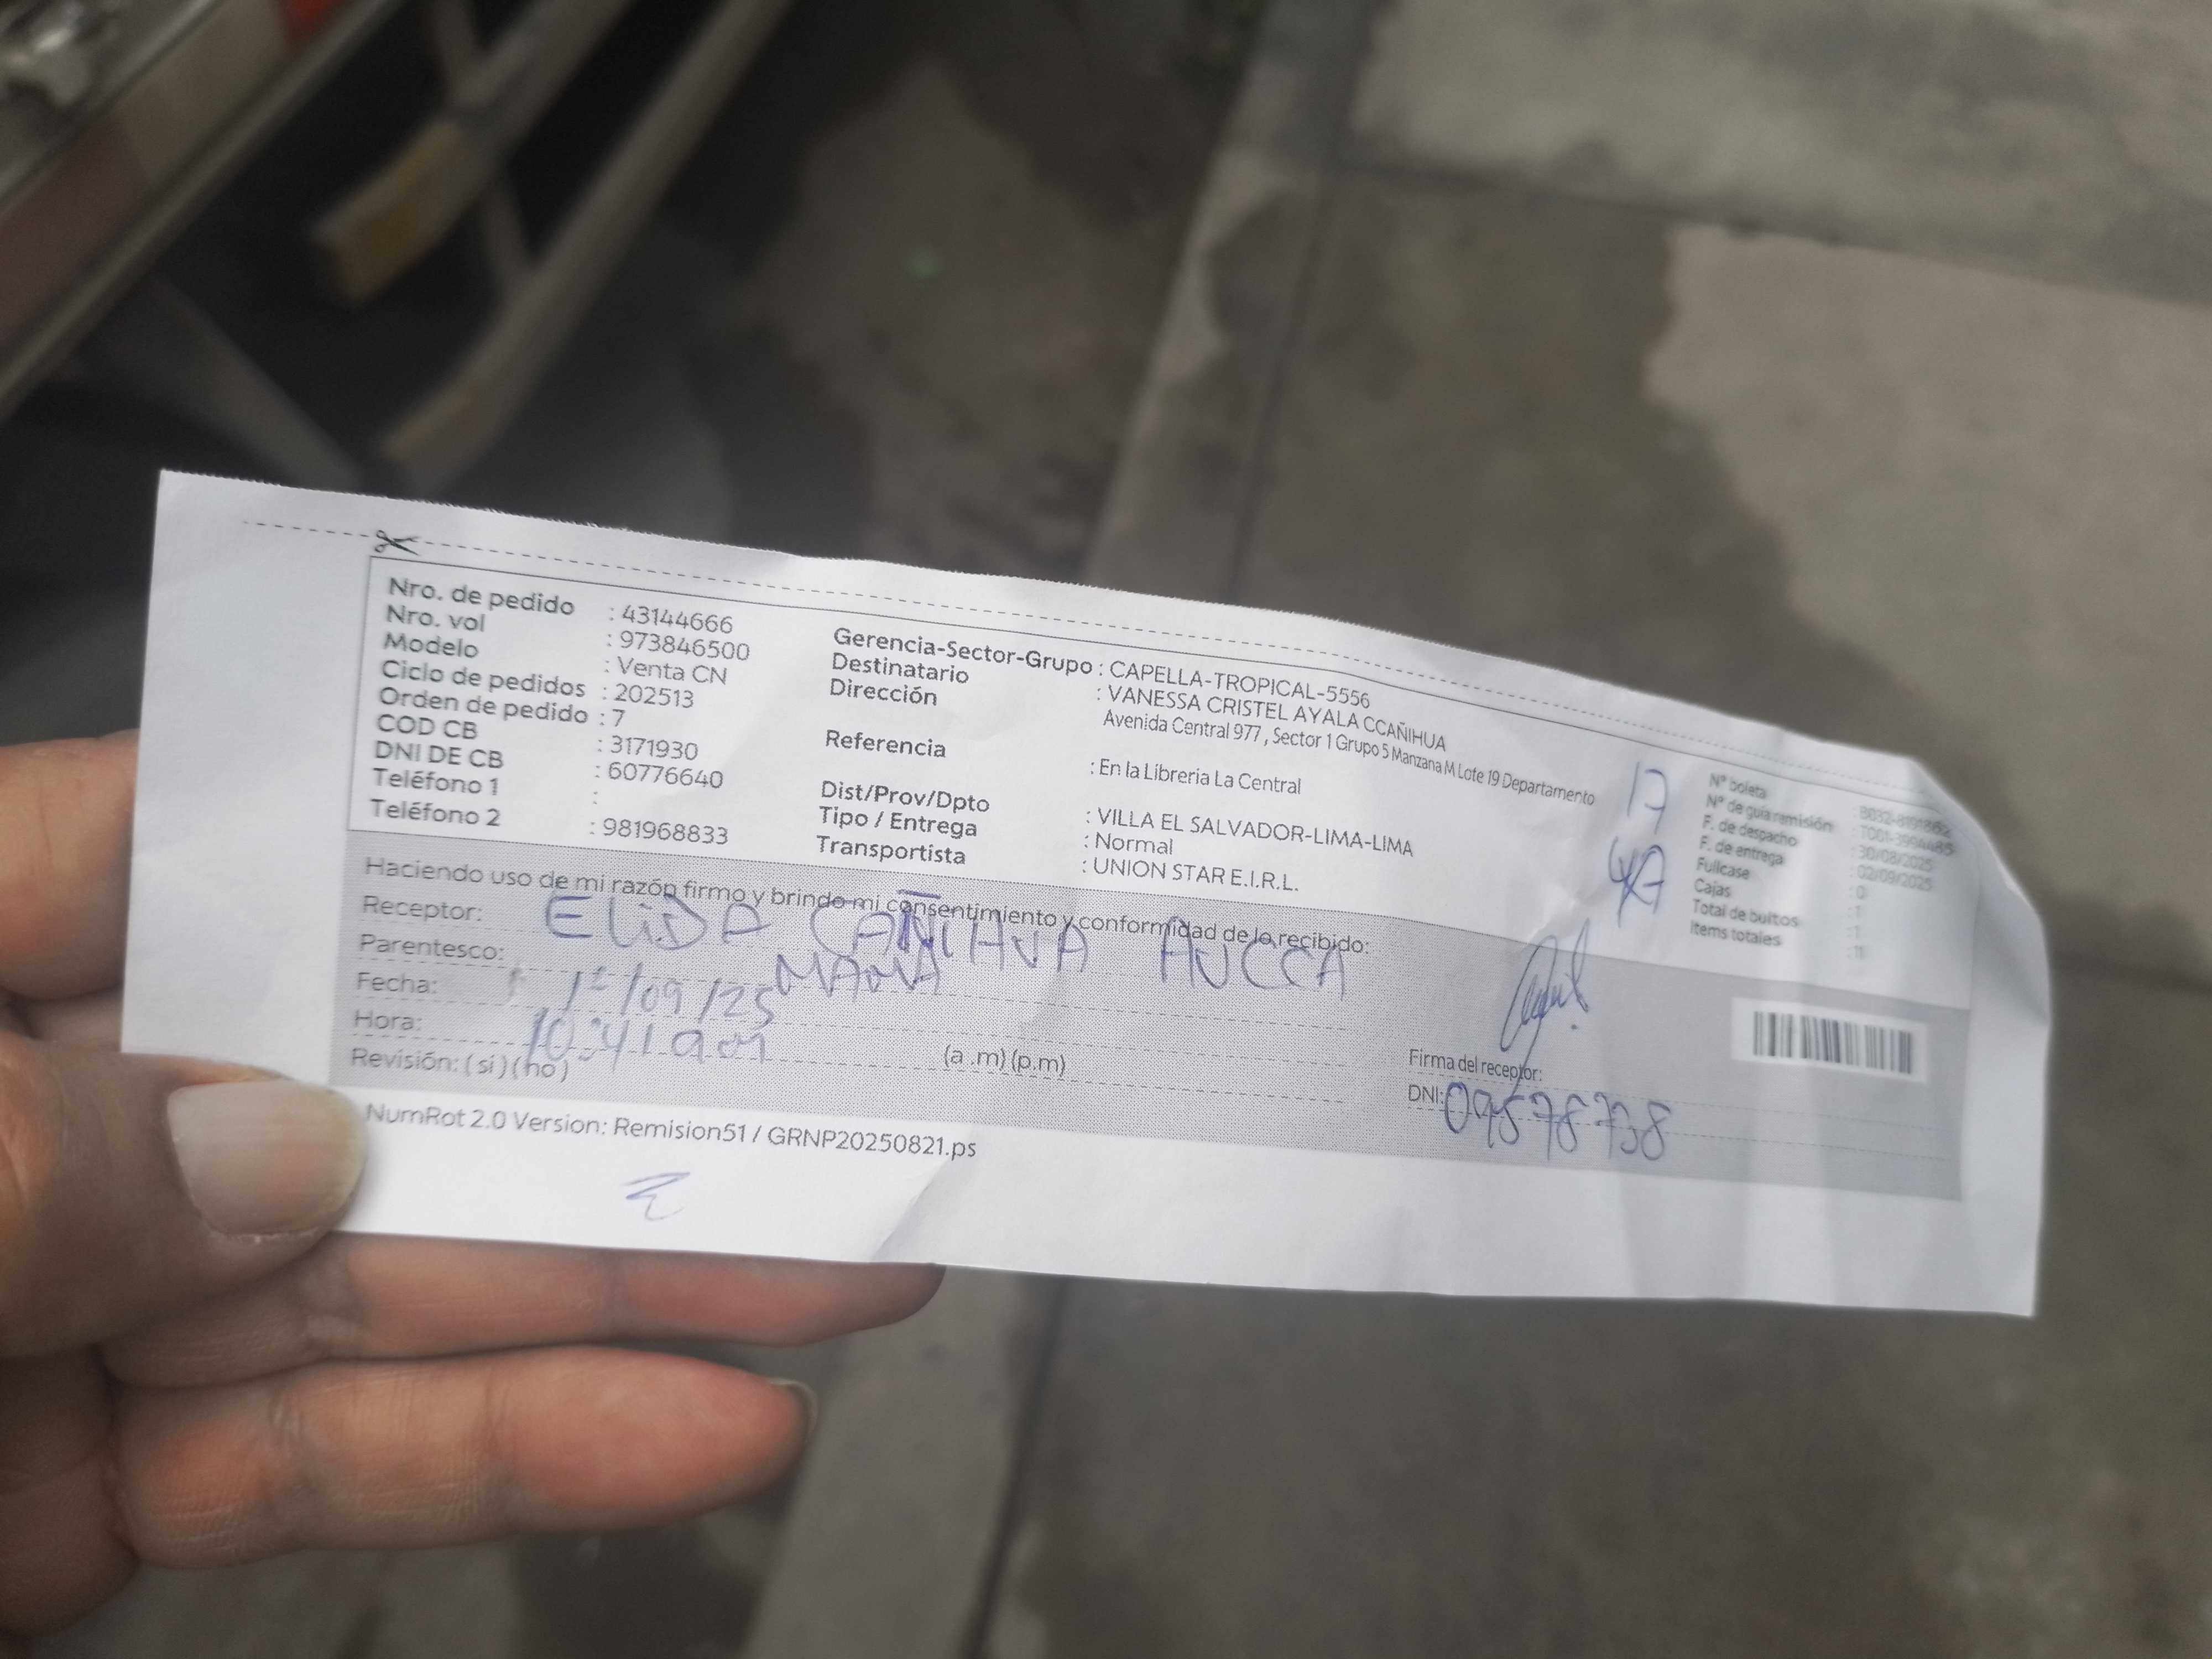 Nro. de pedido : 43144666
Nro. vol : 973846500
Modelo : Venta CN
Ciclo de pedidos : 202513
Orden de pedido : 7
COD CB : 3171930
DNI DE CB : 60776640
Teléfono 1 :
Teléfono 2 : 981968833
Gerencia-Sector-Grupo : CAPELLA-TROPICAL-5556
Destinatario : VANESSA CRISTEL AYALA CCAÑIHUA
Dirección Avenida Central 977 , Sector 1 Grupo 5 Manzana M Lote 19 Departamento
Referencia : En la Libreria La Central
Dist/Prov/Dpto : VILLA EL SALVADOR-LIMA-LIMA
Tipo / Entrega : Normal
Transportista : UNION STAR E.I.R.L.
N° boleta
N° de guía remisión :
F. de despacho : 30/08/2025
F. de entrega : 02/09/2025
Fullcase : 0
Cajas : 1
Total de bultos : 1
Items totales :
Haciendo uso de mi razón firmo y brindo mi consentimiento y conformidad de lo recibido:
Receptor: ELIDA CAÑIHUA AUCCA
Parentesco: MAMA
Fecha: 1º/09/25
Hora: 10:41 am (a .m) (p.m)
Revisión: ( si ) ( no )
Firma del receptor:
DNI: 09578738
NumRot 2.0 Version: Remision51 / GRNP20250821.ps